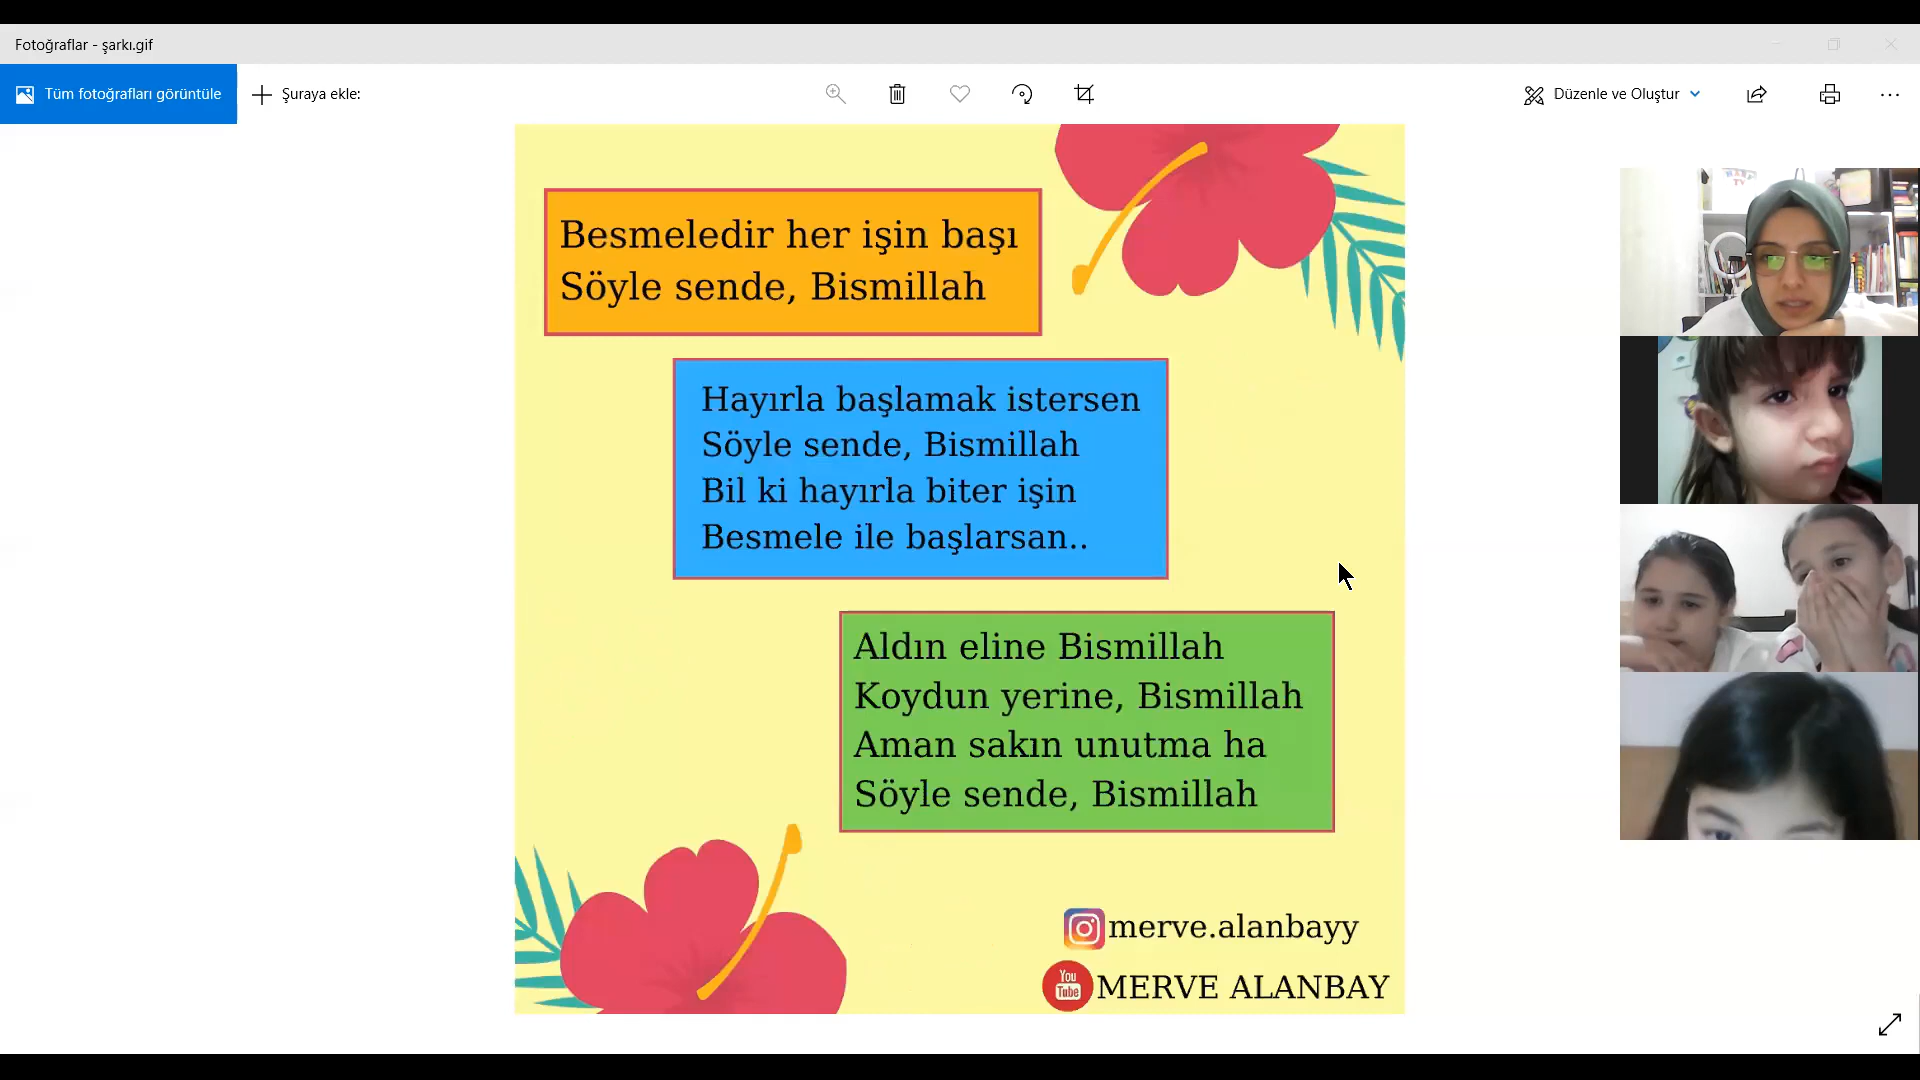 Fotoğraflar - şarkı.gif
Tüm fotoğrafları görüntüle
Şuraya ekle:
Düzenle ve Oluştur
Besmeledir her işin başı
Söyle sende, Bismillah
Hayırla başlamak istersen
Söyle sende, Bismillah
Bil ki hayırla biter işin
Besmele ile başlarsan..
Aldın eline Bismillah
Koydun yerine, Bismillah
Aman sakın unutma ha
Söyle sende, Bismillah
merve.alanbayy
You
Tube
MERVE ALANBAY